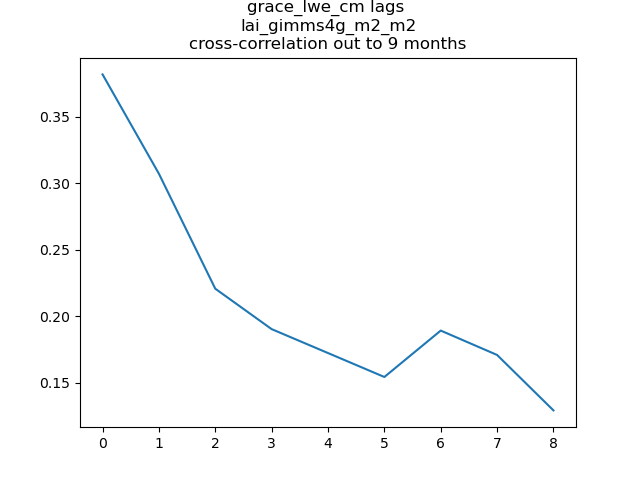 grace_lwe_cm lags
lai_gimms4g_m2_m2
cross-correlation out to 9 months
0.35
0.30
0.25
0.20
0.15
0 1 2 3 4 5 6 7 8